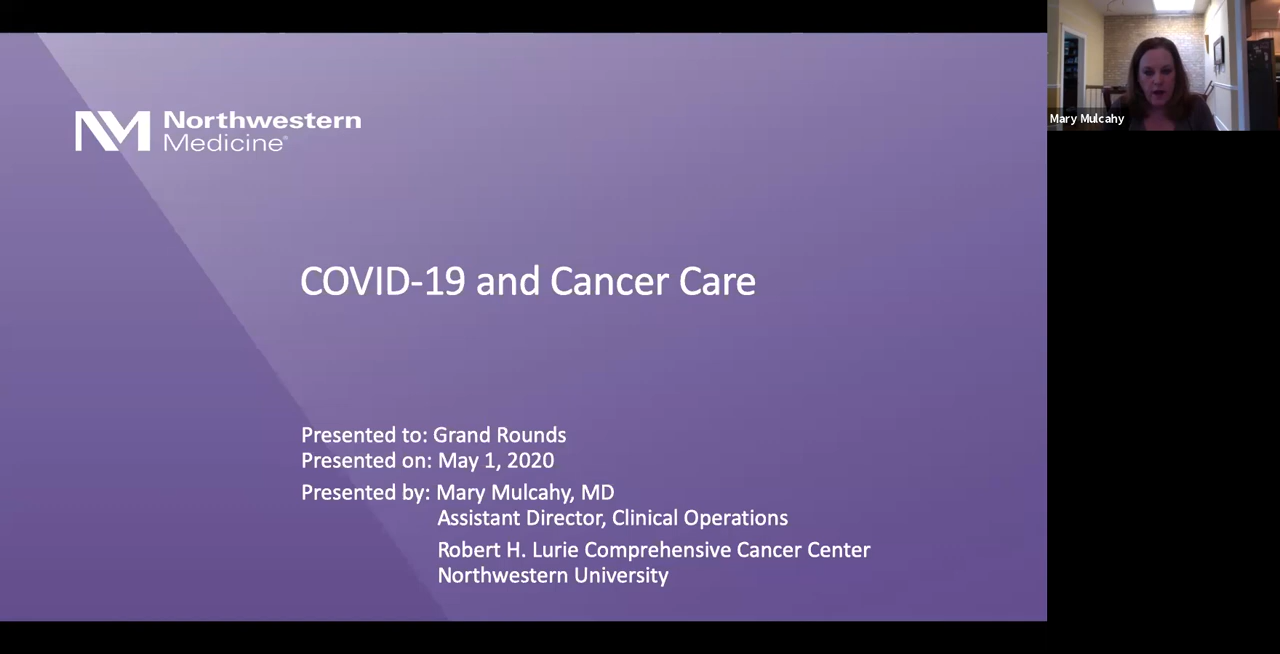 Northwestern
Medicine®
Mary Mulcahy
COVID-19 and Cancer Care
Presented to: Grand Rounds
Presented on: May 1, 2020
Presented by: Mary Mulcahy, MD
Assistant Director, Clinical Operations
Robert H. Lurie Comprehensive Cancer Center
Northwestern University